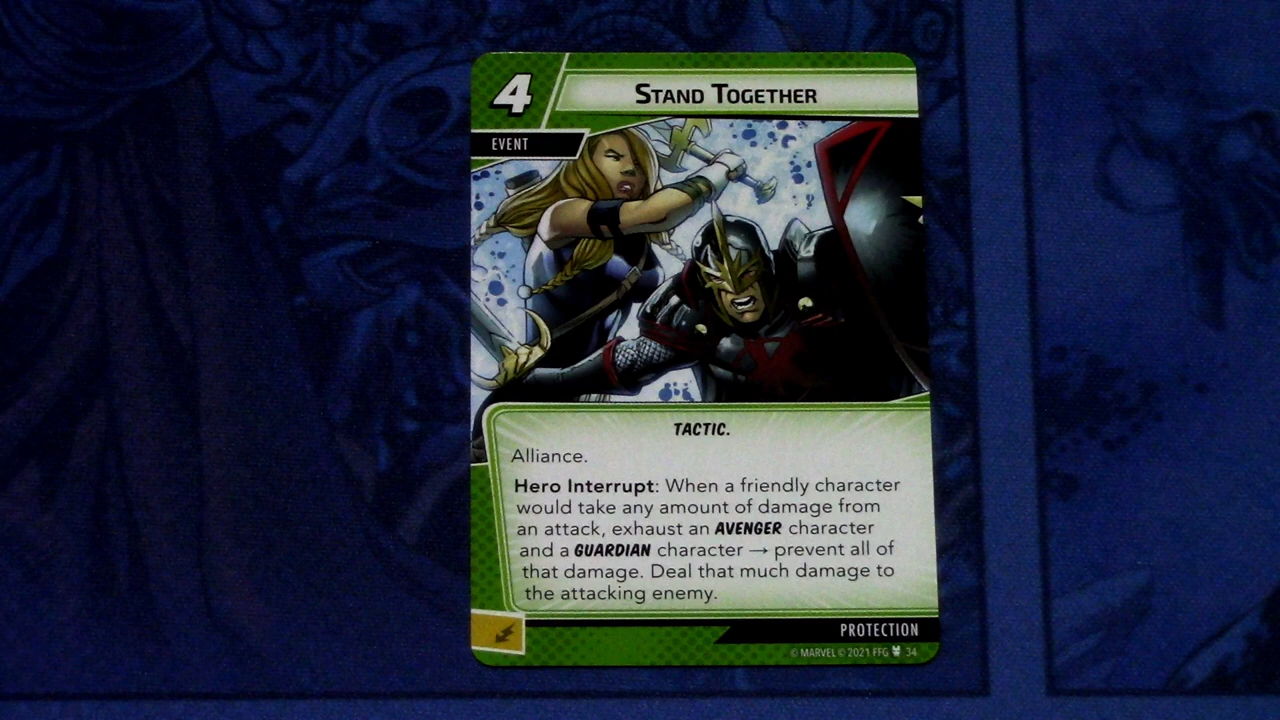 4
STAND TOGETHER
EVENT
TACTIC.
Alliance.
Hero Interrupt: When a friendly character
would take any amount of damage from
an attack, exhaust an AVENGER character
and a GUARDIAN character → prevent all of
that damage. Deal that much damage to
the attacking enemy.
PROTECTION
© MARVEL © 2021 FFG 34